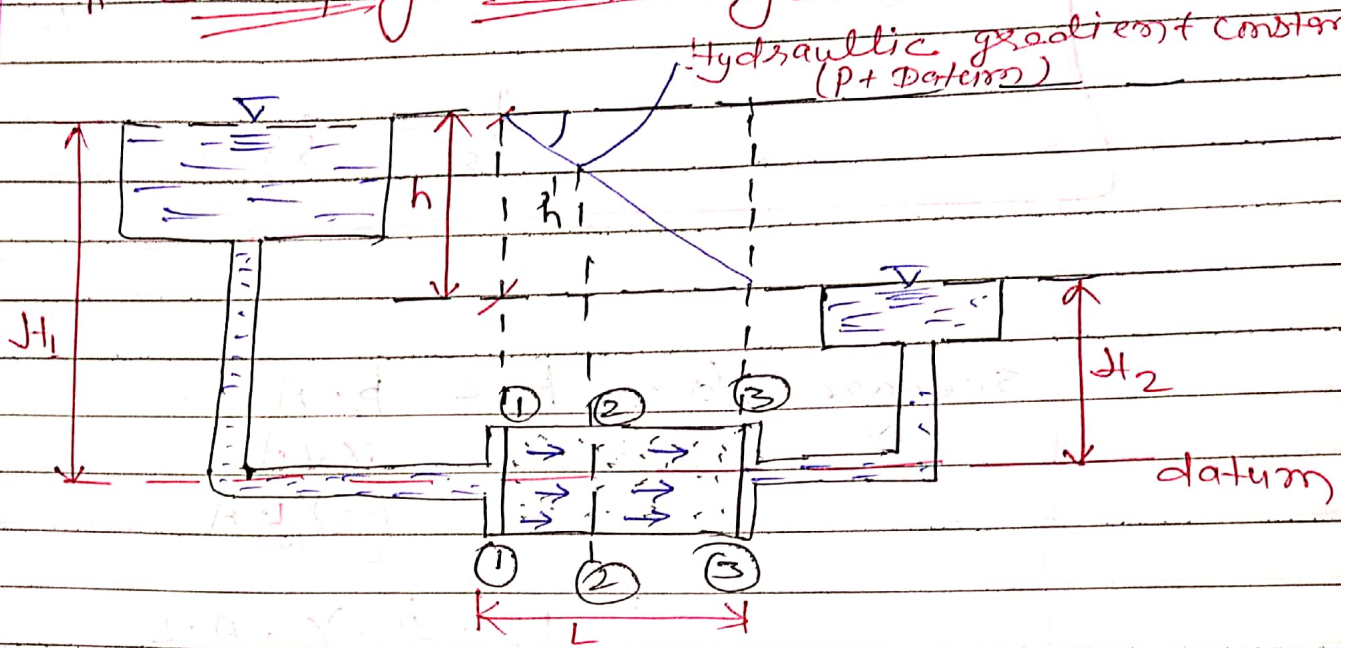 Hydraulic gradient constan
(P + Datum)
h
h'
H₁
H₂
① ② ③
datum
① ② ③
L